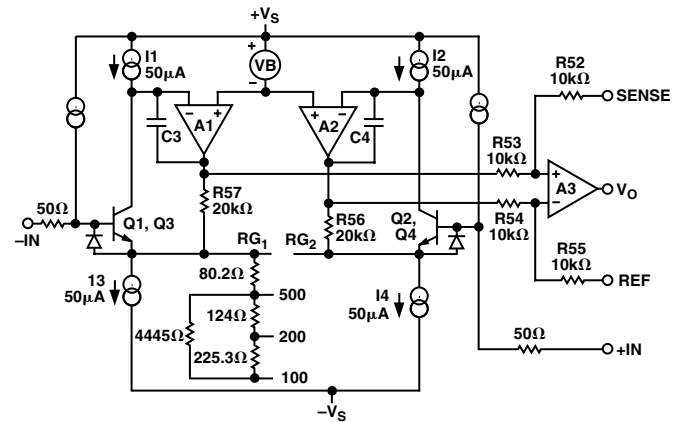 +VS
I1
50µA
VB
+
−
I2
50µA
R52
10kΩ
SENSE
−
+
A1
C3
+
−
A2
C4
R53
10kΩ
+
−
A3
VO
R57
20kΩ
R56
20kΩ
R54
10kΩ
R55
10kΩ
REF
50Ω
−IN
Q1, Q3
Q2,
Q4
RG1
RG2
13
50µA
80.2Ω
500
124Ω
4445Ω
200
225.3Ω
100
I4
50µA
50Ω
+IN
−VS